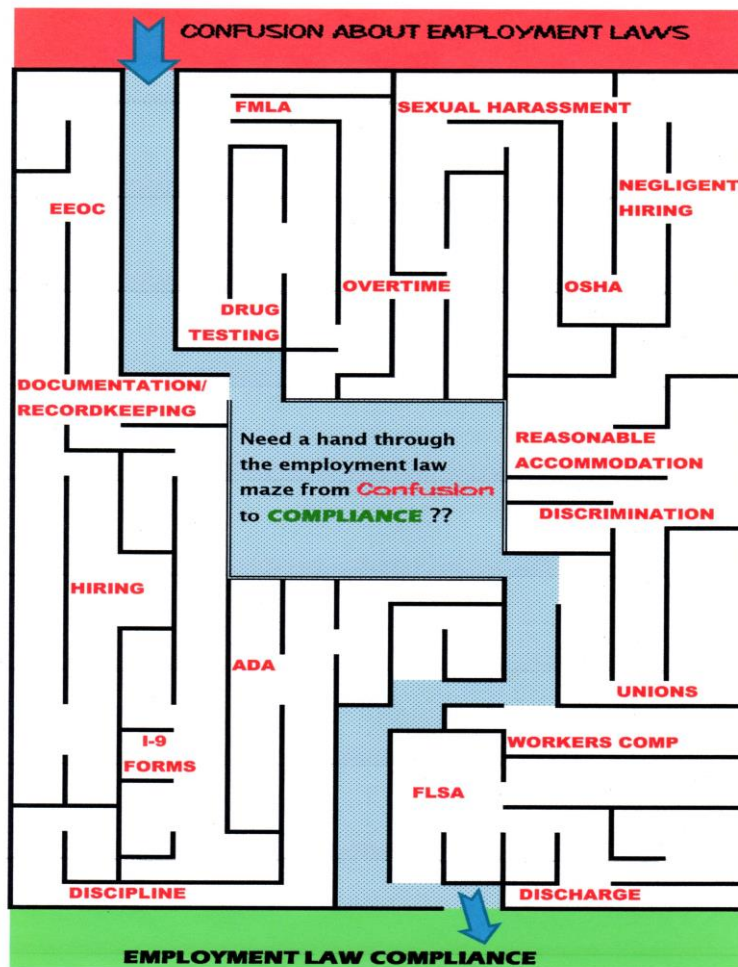 CONFUSION ABOUT EMPLOYMENT LAWS
FMLA
SEXUAL HARASSMENT
NEGLIGENT
HIRING
EEOC
OVERTIME
OSHA
DRUG
TESTING
DOCUMENTATION/
RECORDKEEPING
Need a hand through
the employment law
maze from Confusion
to COMPLIANCE ??
REASONABLE
ACCOMMODATION
DISCRIMINATION
HIRING
ADA
UNIONS
I-9
FORMS
WORKERS COMP
FLSA
DISCIPLINE
DISCHARGE
EMPLOYMENT LAW COMPLIANCE